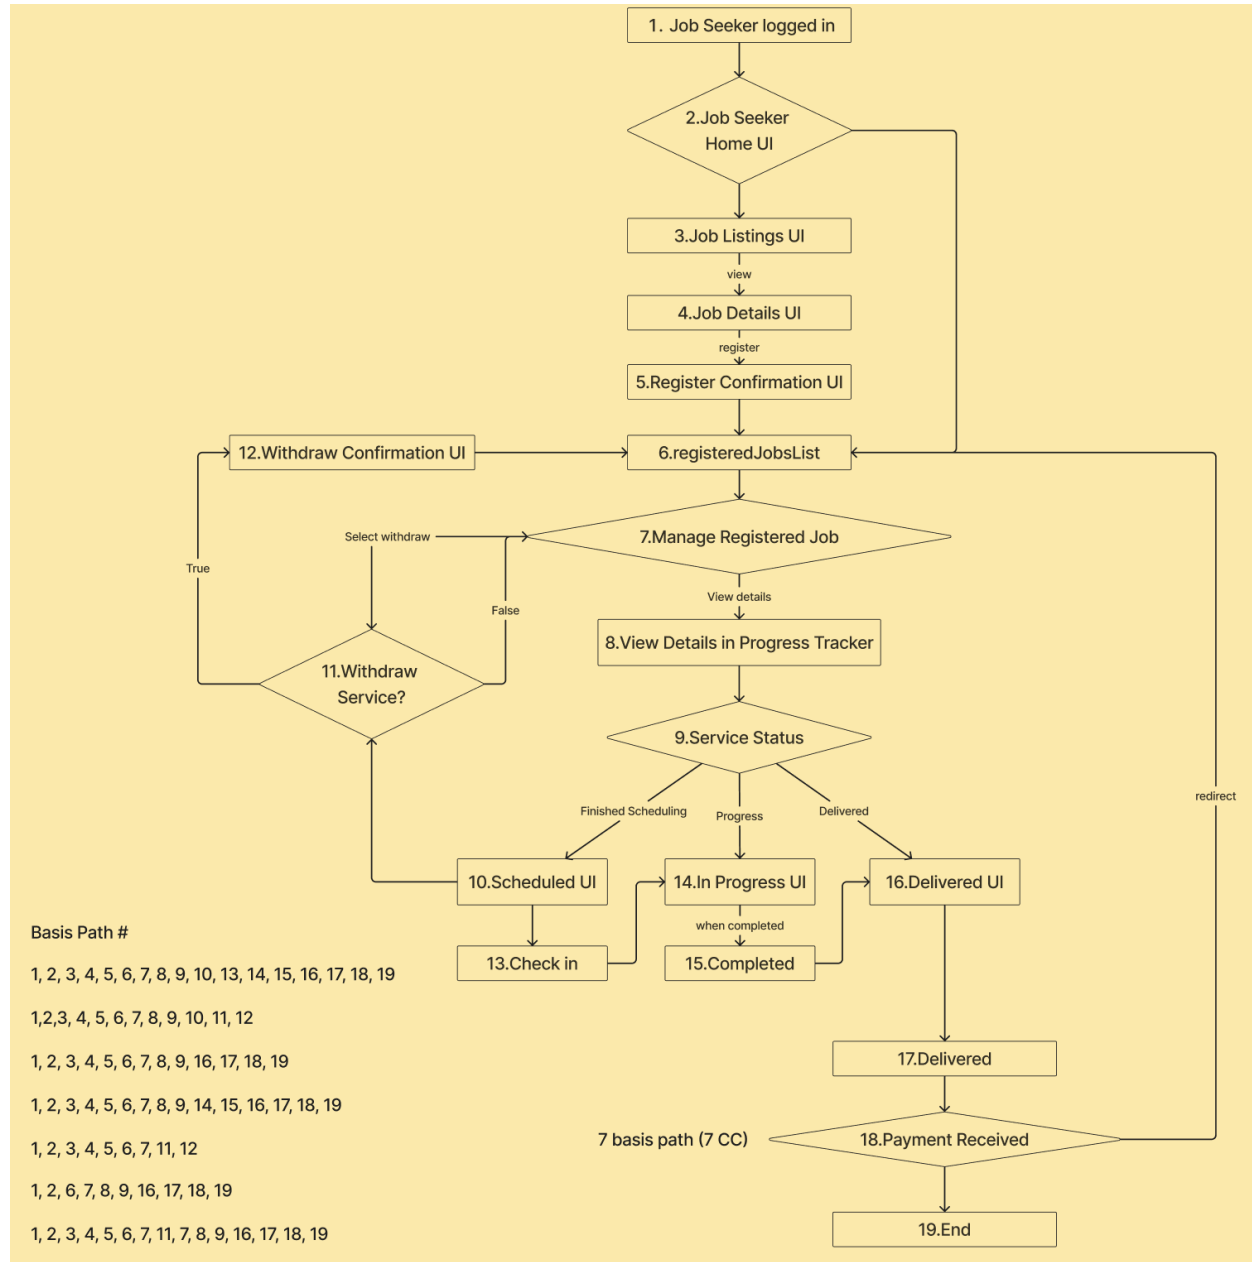 1. Job Seeker logged in
2.Job Seeker
Home UI
3.Job Listings UI
view
4.Job Details UI
register
5.Register Confirmation UI
12.Withdraw Confirmation UI
6.registeredJobsList
Select withdraw
7.Manage Registered Job
True
False
View details
8.View Details in Progress Tracker
11.Withdraw
Service?
9.Service Status
redirect
Finished Scheduling
Progress
Delivered
10.Scheduled UI
14.In Progress UI
16.Delivered UI
when completed
13.Check in
15.Completed
Basis Path #
1, 2, 3, 4, 5, 6, 7, 8, 9, 10, 13, 14, 15, 16, 17, 18, 19
1,2,3, 4, 5, 6, 7, 8, 9, 10, 11, 12
1, 2, 3, 4, 5, 6, 7, 8, 9, 16, 17, 18, 19
1, 2, 3, 4, 5, 6, 7, 8, 9, 14, 15, 16, 17, 18, 19
1, 2, 3, 4, 5, 6, 7, 11, 12
1, 2, 6, 7, 8, 9, 16, 17, 18, 19
1, 2, 3, 4, 5, 6, 7, 11, 7, 8, 9, 16, 17, 18, 19
17.Delivered
7 basis path (7 CC)
18.Payment Received
19.End